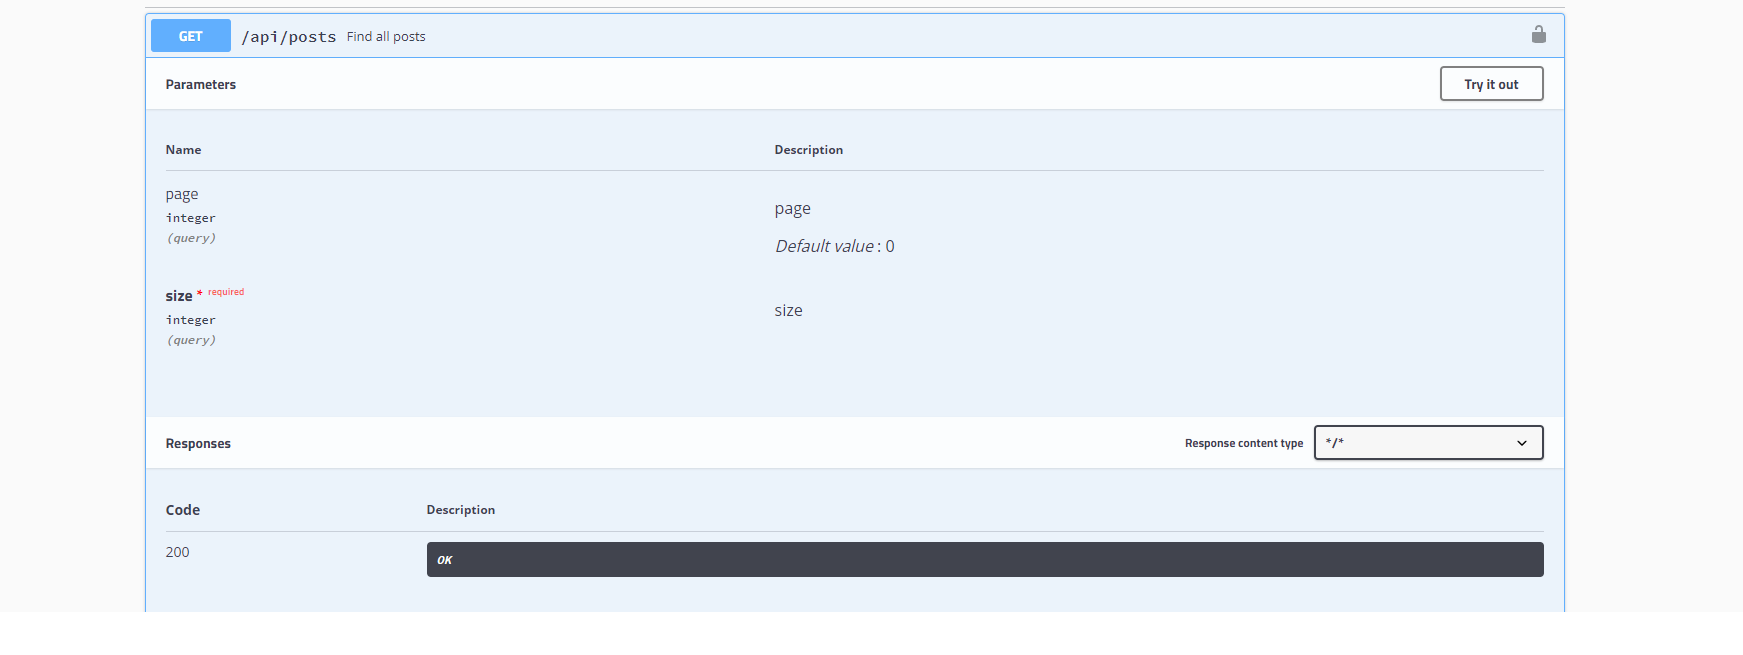 GET /api/posts Find all posts
Parameters Try it out
Name Description
page
integer
(query)
page
Default value : 0
size * required
integer
(query)
size
Responses Response content type */*
Code Description
200 OK